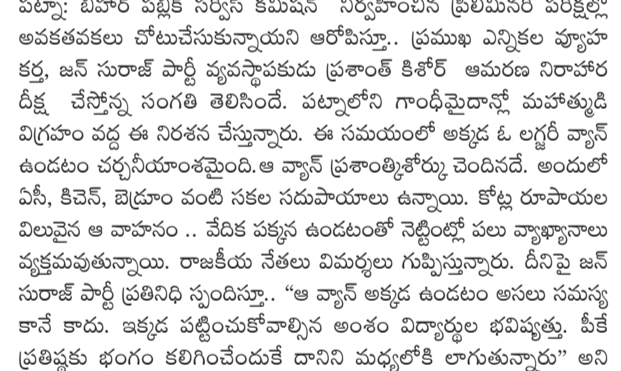 పట్నా: బిహార్ పబ్లిక్ సర్వీస్ కమిషన్ నిర్వహించిన ప్రిలిమినరీ పరీక్షల్లో
అవకతవకలు చోటుచేసుకున్నాయని ఆరోపిస్తూ.. ప్రముఖ ఎన్నికల వ్యూహ
కర్త, జన్ సురాజ్ పార్టీ వ్యవస్థాపకుడు ప్రశాంత్ కిశోర్ ఆమరణ నిరాహార
దీక్ష చేస్తోన్న సంగతి తెలిసిందే. పట్నాలోని గాంధీమైదాన్లో మహాత్ముడి
విగ్రహం వద్ద ఈ నిరశన చేస్తున్నారు. ఈ సమయంలో అక్కడ ఓ లగ్జరీ వ్యాన్
ఉండటం చర్చనీయాంశమైంది.ఆ వ్యాన్ ప్రశాంత్కిశోర్కు చెందినదే. అందులో
ఏసీ, కిచెన్, బెడ్రూం వంటి సకల సదుపాయాలు ఉన్నాయి. కోట్ల రూపాయల
విలువైన ఆ వాహనం .. వేదిక పక్కన ఉండటంతో నెట్టింట్లో పలు వ్యాఖ్యానాలు
వ్యక్తమవుతున్నాయి. రాజకీయ నేతలు విమర్శలు గుప్పిస్తున్నారు. దీనిపై జన్
సురాజ్ పార్టీ ప్రతినిధి స్పందిస్తూ.. “ఆ వ్యాన్ అక్కడ ఉండటం అసలు సమస్య
కానే కాదు. ఇక్కడ పట్టించుకోవాల్సిన అంశం విద్యార్థుల భవిష్యత్తు. పీకే
ప్రతిష్ఠకు భంగం కలిగించేందుకే దానిని మధ్యలోకి లాగుతున్నారు” అని